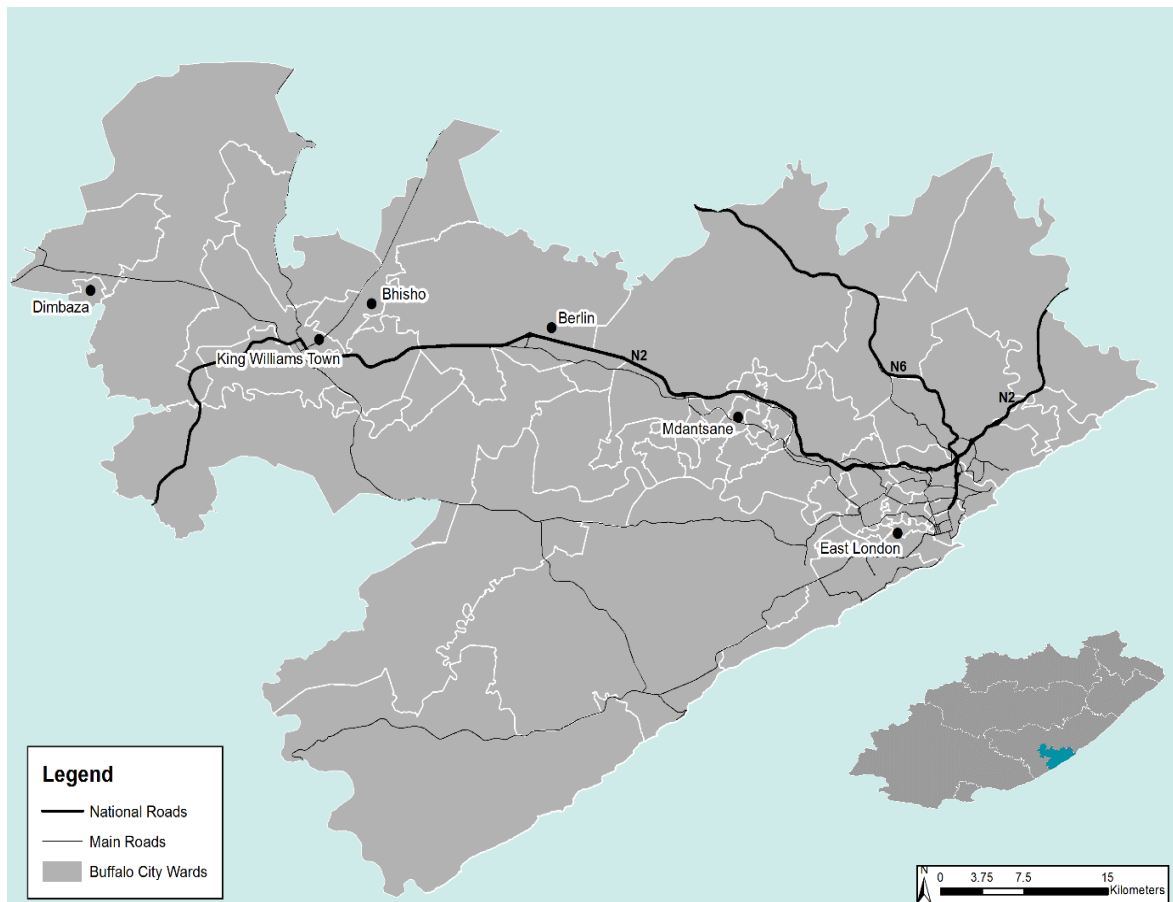 Bhisho
Dimbaza
Berlin
King Williams Town
N2
N6
N2
Mdantsane
East London
Legend
National Roads
Main Roads
Buffalo City Wards
N
0 3.75 7.5 15
Kilometers